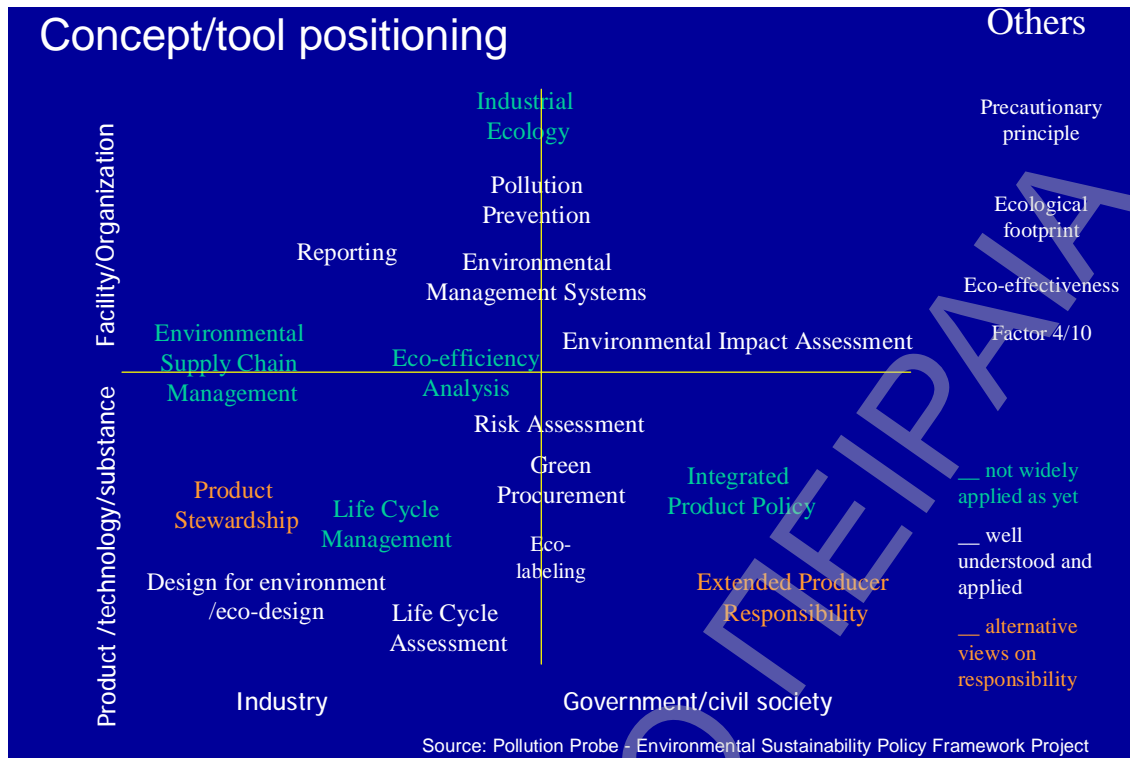 Concept/tool positioning
Others
Industrial
Ecology
Precautionary
principle
Pollution
Prevention
Ecological
footprint
Reporting
Environmental
Management Systems
Eco-effectiveness
Facility/Organization
Environmental
Supply Chain
Management
Eco-efficiency
Analysis
Environmental Impact Assessment
Factor 4/10
Risk Assessment
Green
Procurement
Integrated
Product Policy
__ not widely
applied as yet
Product
Stewardship
Life Cycle
Management
Eco-
labeling
__ well
understood and
applied
Product /technology/substance
Design for environment
/eco-design
Life Cycle
Assessment
Extended Producer
Responsibility
__ alternative
views on
responsibility
Industry
Government/civil society
Source: Pollution Probe - Environmental Sustainability Policy Framework Project
Ο ΠΕΙΡΑΙΑ